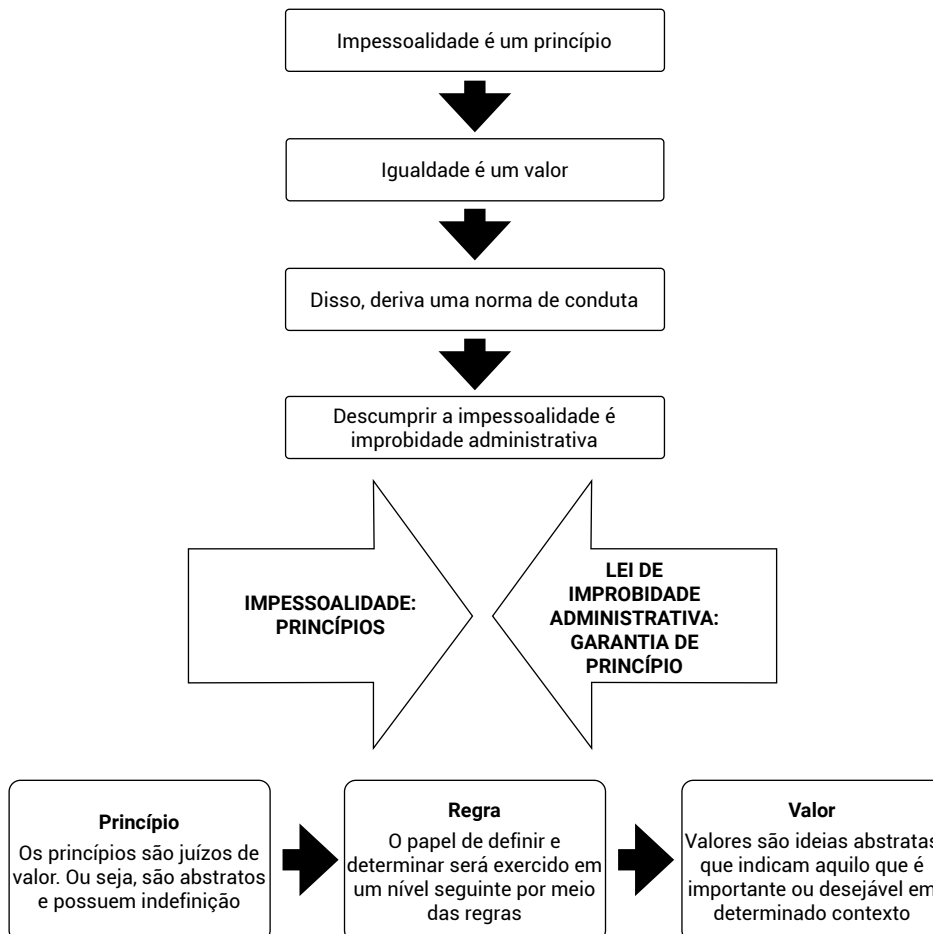 Impessoalidade é um princípio
Igualdade é um valor
Disso, deriva uma norma de conduta
Descumprir a impessoalidade é
improbidade administrativa
IMPESSOALIDADE:
PRINCÍPIOS
LEI DE
IMPROBIDADE
ADMINISTRATIVA:
GARANTIA DE
PRINCÍPIO
Princípio
Os princípios são juízos de
valor. Ou seja, são abstratos
e possuem indefinição
Regra
O papel de definir e
determinar será exercido em
um nível seguinte por meio
das regras
Valor
Valores são ideias abstratas
que indicam aquilo que é
importante ou desejável em
determinado contexto